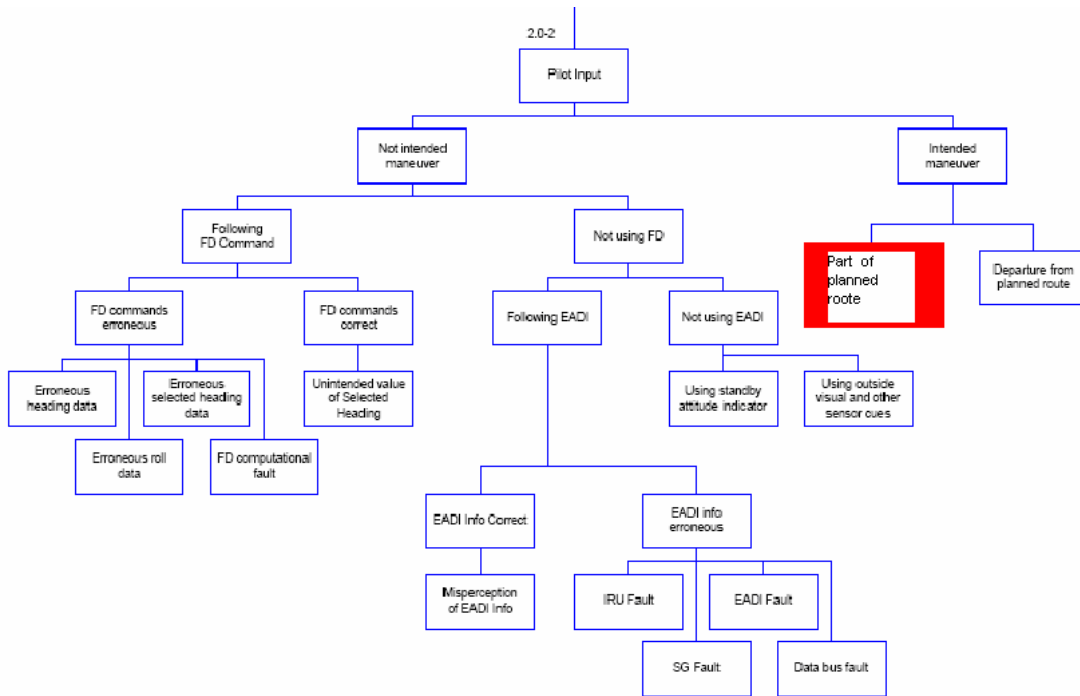 2.0-2
Pilot Input
Not intended
maneuver
Intended
maneuver
Following
FD Command
Not using FD
Part of
planned
roote
Departure from
planned route
FD commands
erroneous
FD commands
correct
Following EADI
Not using EADI
Erroneous
heading data
Erroneous
selected heading
data
Unintended value
of Selected
Heading
Using standby
attitude indicator
Using outside
visual and other
sensor cues
Erroneous roll
data
FD computational
fault
EADI Info Correct
EADI info
erroneous
Misperception
of EADI Info
IRU Fault
EADI Fault
SG Fault
Data bus fault